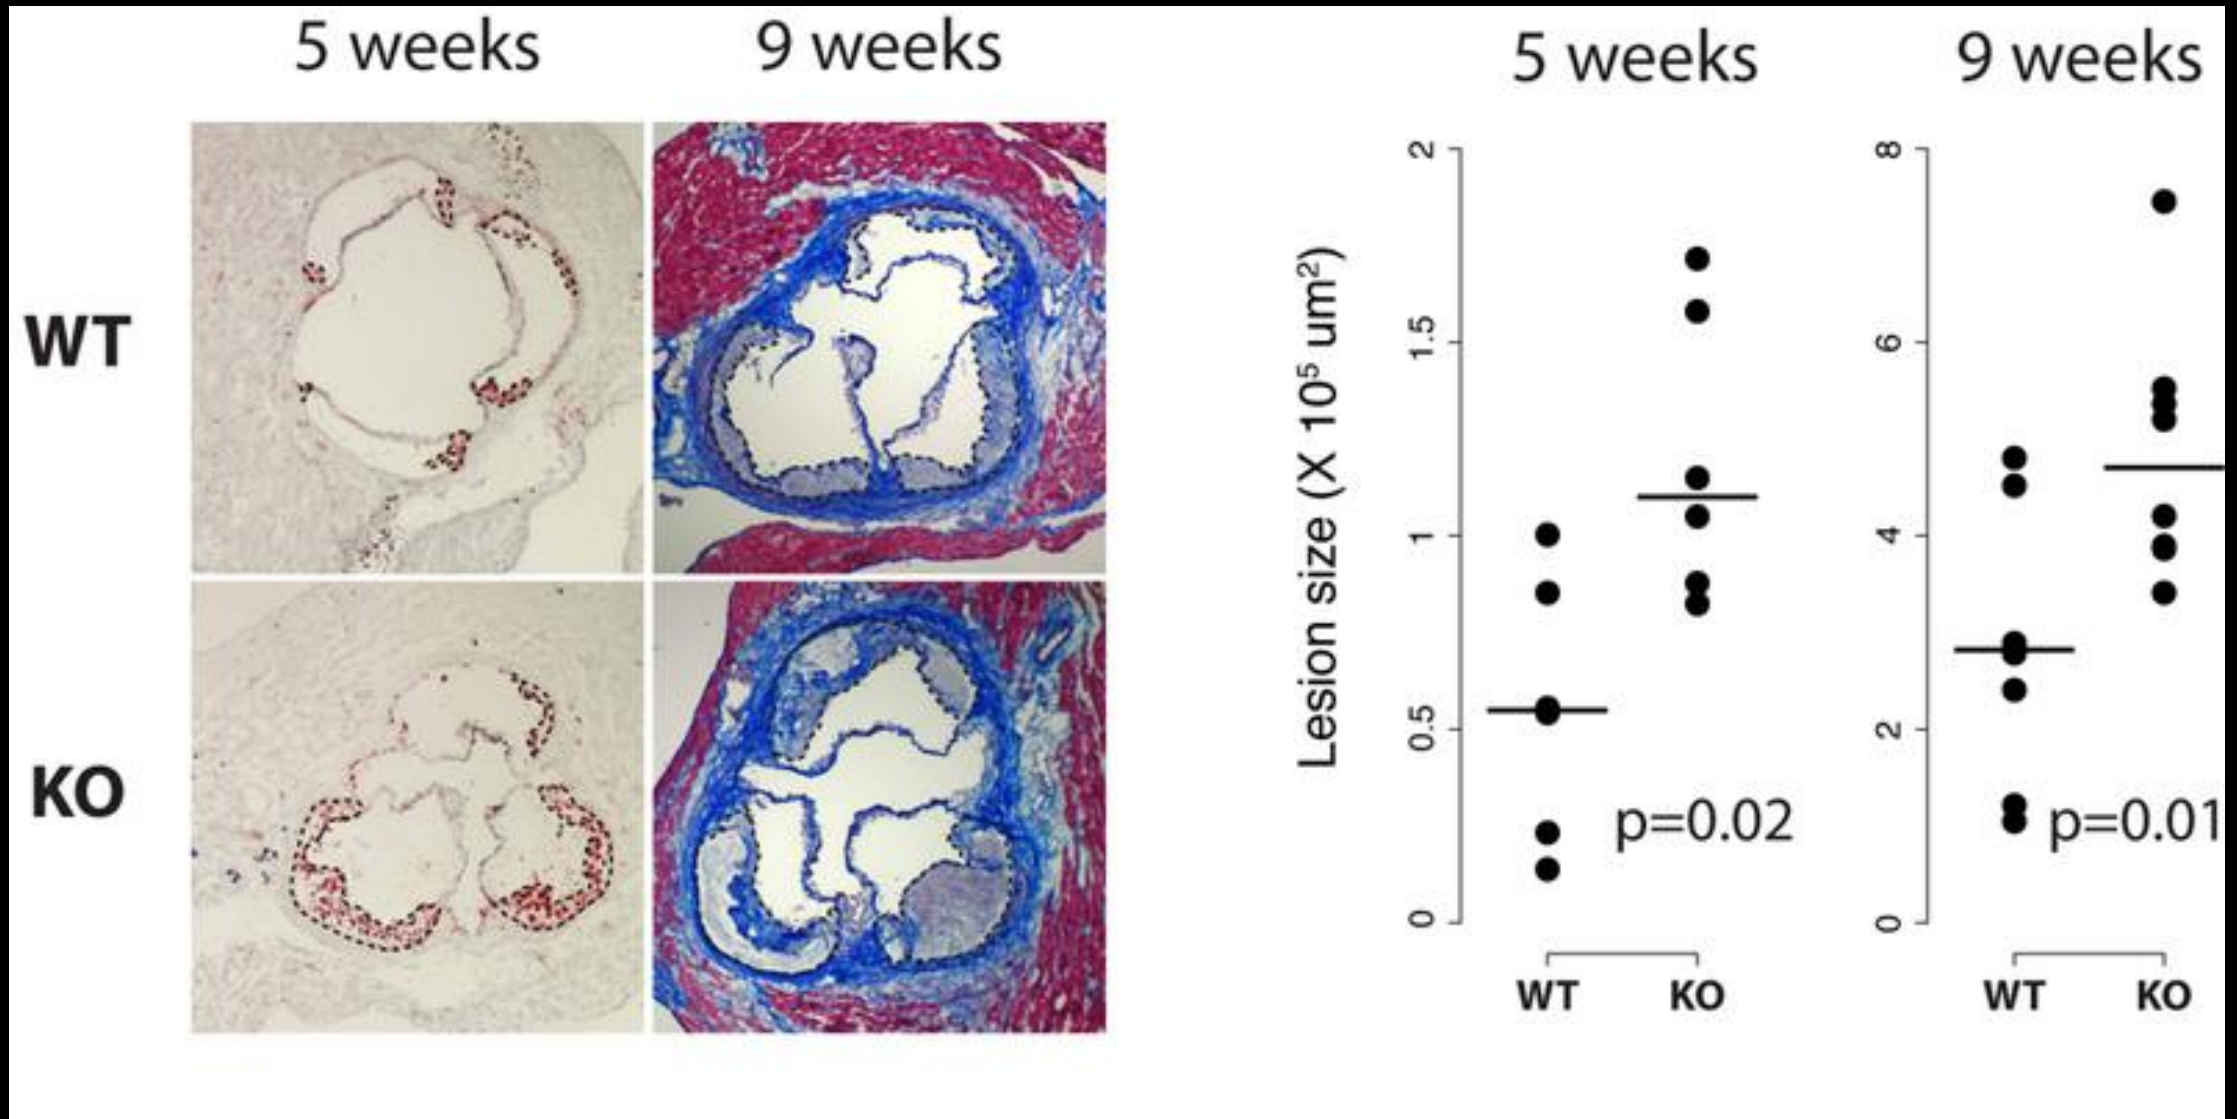 5 weeks
9 weeks
WT
KO
5 weeks
9 weeks
Lesion size (X 10⁵ um²)
2
1.5
1
0.5
0
p=0.02
WT
KO
8
6
4
2
0
p=0.01
WT
KO